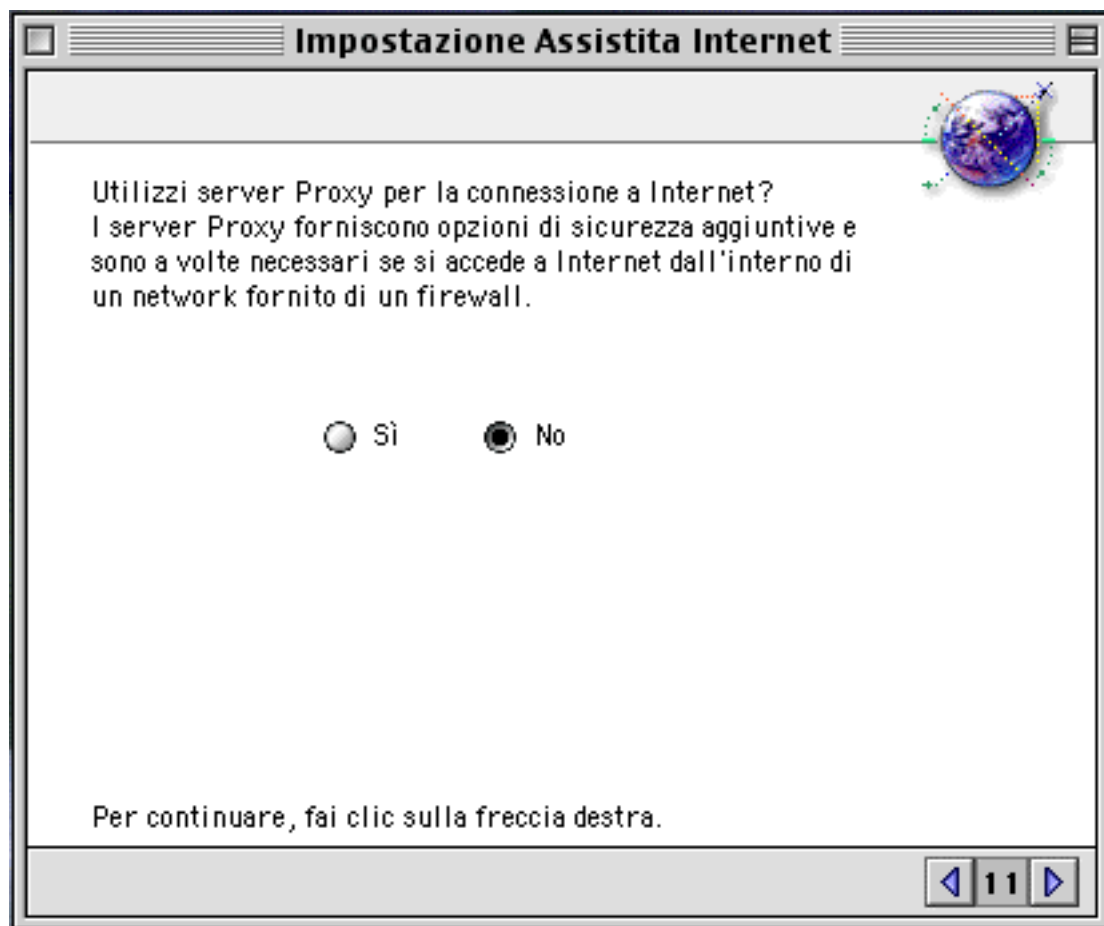 Impostazione Assistita Internet
Utilizzi server Proxy per la connessione a Internet?
I server Proxy forniscono opzioni di sicurezza aggiuntive e
sono a volte necessari se si accede a Internet dall'interno di
un network fornito di un firewall.
Sì No
Per continuare, fai clic sulla freccia destra.
11